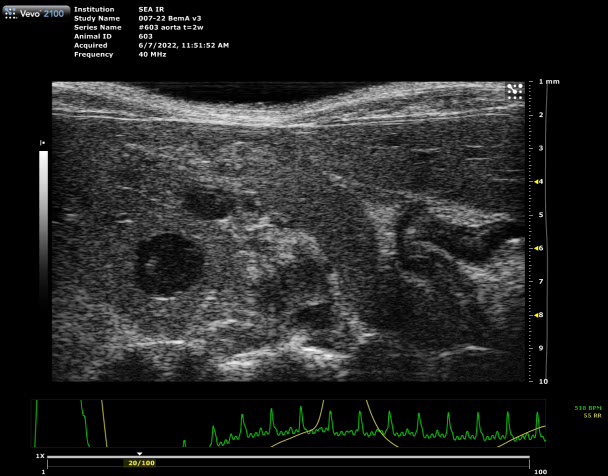 Vevo 2100
Institution SEA IR
Study Name 007-22 BemA v3
Series Name #603 aorta t=2w
Animal ID 603
Acquired 6/7/2022, 11:51:52 AM
Frequency 40 MHz
1 mm
2
3
4
5
6
7
8
9
10
538 BPM
55 RR
1X
20/100
1
100